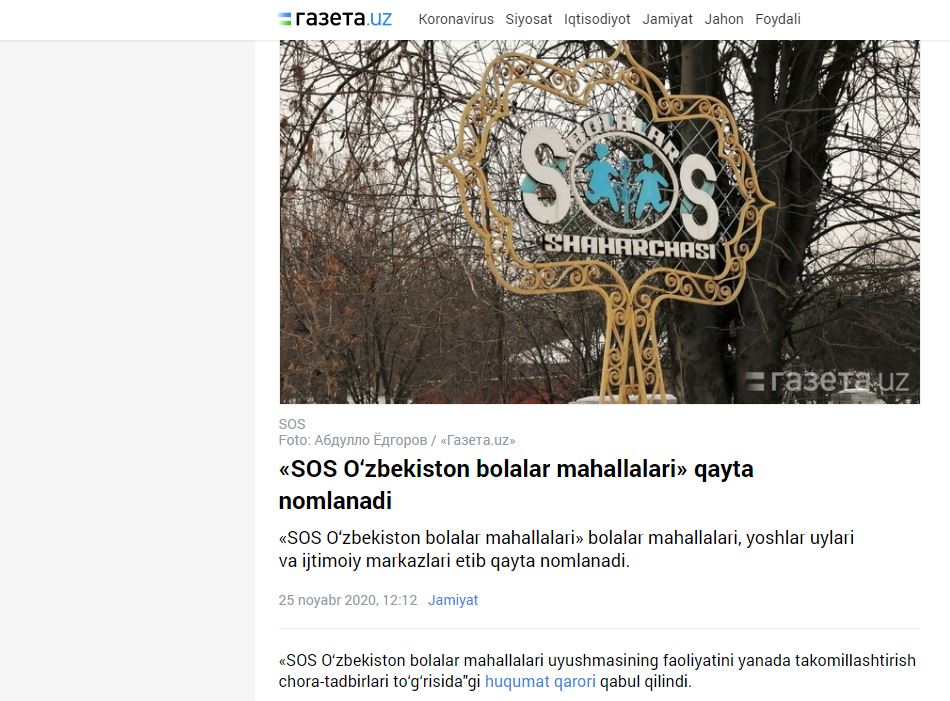 газета.uz
Koronavirus Siyosat Iqtisodiyot Jamiyat Jahon Foydali
BOLALAR
SOS
SHAHARCHASI
газета.uz
SOS
Foto: Абдулло Ёдгоров / «Газета.uz»
«SOS Oʻzbekiston bolalar mahallalari» qayta
nomlanadi
«SOS Oʻzbekiston bolalar mahallalari» bolalar mahallalari, yoshlar uylari
va ijtimoiy markazlari etib qayta nomlanadi.
25 noyabr 2020, 12:12 Jamiyat
«SOS Oʻzbekiston bolalar mahallalari uyushmasining faoliyatini yanada takomillashtirish
chora-tadbirlari toʻgʻrisida"gi huqumat qarori qabul qilindi.